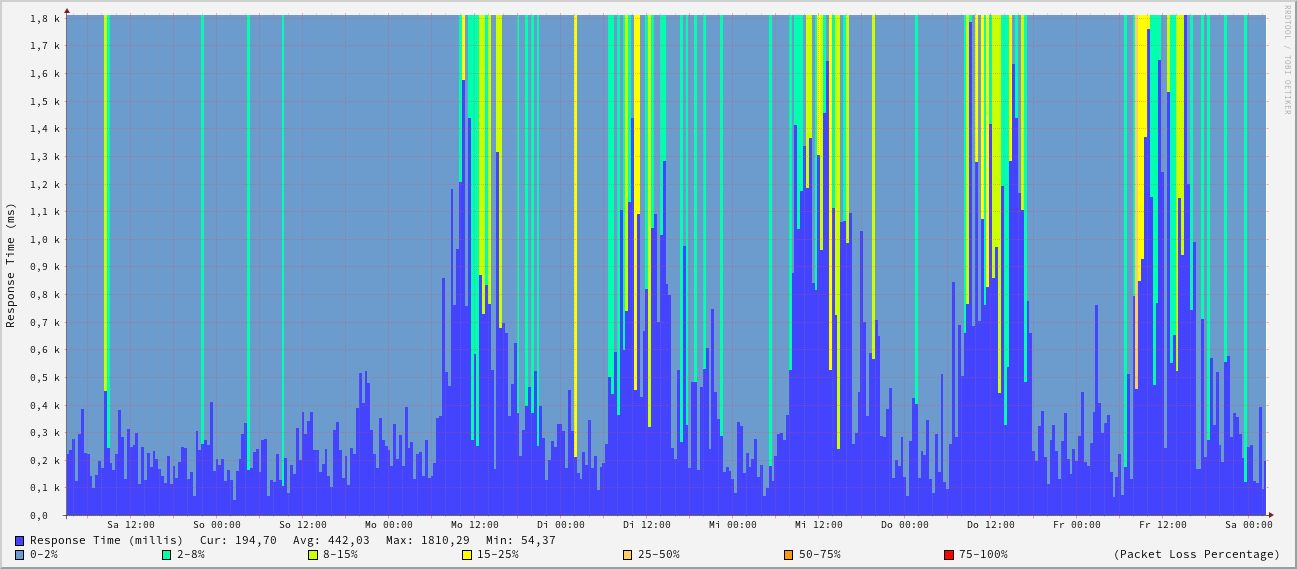 1,8 k
1,7 k
1,6 k
1,5 k
1,4 k
1,3 k
1,2 k
1,1 k
1,0 k
0,9 k
0,8 k
0,7 k
0,6 k
0,5 k
0,4 k
0,3 k
0,2 k
0,1 k
0,0
Response Time (ms)
RRDTOOL / TOBI OETIKER
Sa 12:00 So 00:00 So 12:00 Mo 00:00 Mo 12:00 Di 00:00 Di 12:00 Mi 00:00 Mi 12:00 Do 00:00 Do 12:00 Fr 00:00 Fr 12:00 Sa 00:00
Response Time (millis) Cur: 194,70 Avg: 442,03 Max: 1810,29 Min: 54,37
0-2% 2-8% 8-15% 15-25% 25-50% 50-75% 75-100% (Packet Loss Percentage)